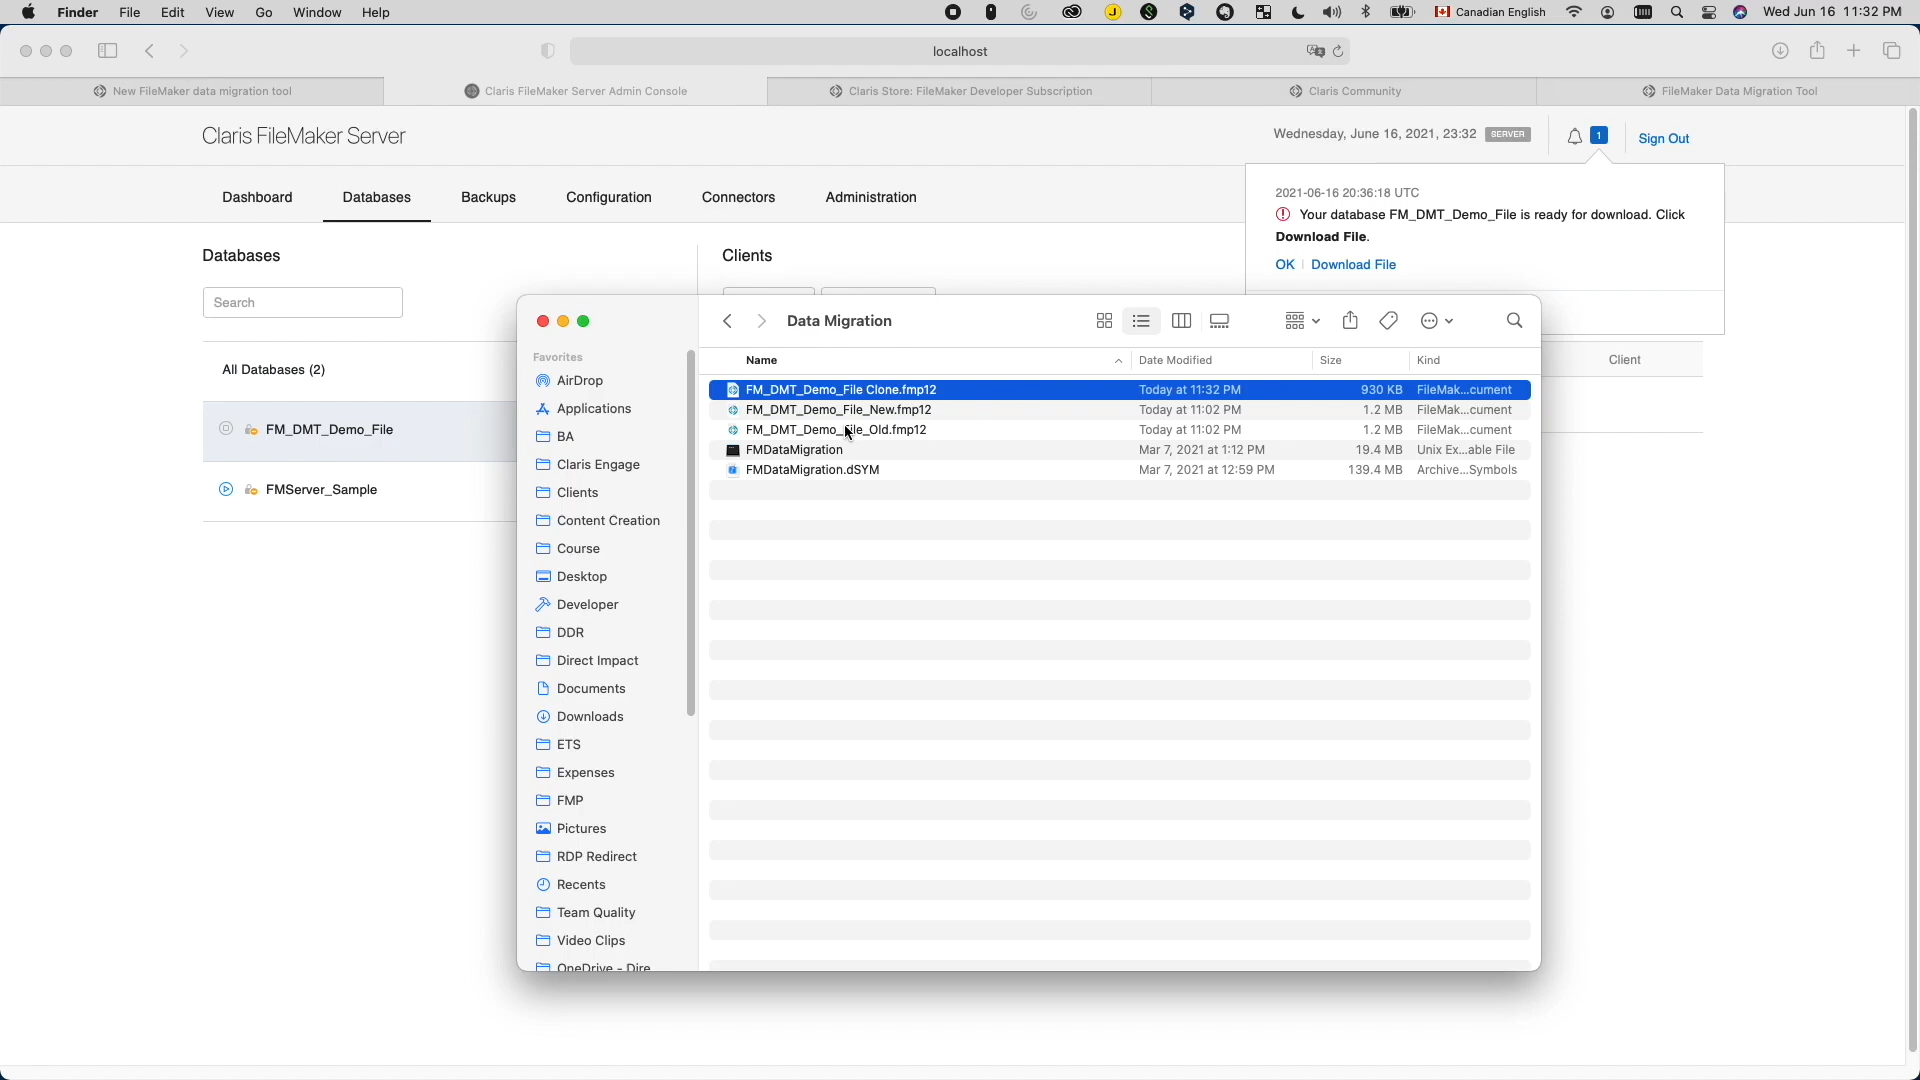 Finder File Edit View Go Window Help
Canadian English Wed Jun 16 11:32 PM
localhost
New FileMaker data migration tool
Claris FileMaker Server Admin Console
Claris Store: FileMaker Developer Subscription
Claris Community
FileMaker Data Migration Tool
Claris FileMaker Server
Wednesday, June 16, 2021, 23:32 SERVER
1
Sign Out
Dashboard Databases Backups Configuration Connectors Administration
2021-06-16 20:36:18 UTC
Your database FM_DMT_Demo_File is ready for download. Click
Download File.
OK | Download File
Databases
Search
All Databases (2)
FM_DMT_Demo_File
FMServer_Sample
Clients
Client
Data Migration
Favorites
AirDrop
Applications
BA
Claris Engage
Clients
Content Creation
Course
Desktop
Developer
DDR
Direct Impact
Documents
Downloads
ETS
Expenses
FMP
Pictures
RDP Redirect
Recents
Team Quality
Video Clips
OneDrive - Dire
Name Date Modified Size Kind
FM_DMT_Demo_File Clone.fmp12 Today at 11:32 PM 930 KB FileMak...cument
FM_DMT_Demo_File_New.fmp12 Today at 11:02 PM 1.2 MB FileMak...cument
FM_DMT_Demo_File_Old.fmp12 Today at 11:02 PM 1.2 MB FileMak...cument
FMDataMigration Mar 7, 2021 at 1:12 PM 19.4 MB Unix Ex...able File
FMDataMigration.dSYM Mar 7, 2021 at 12:59 PM 139.4 MB Archive...Symbols